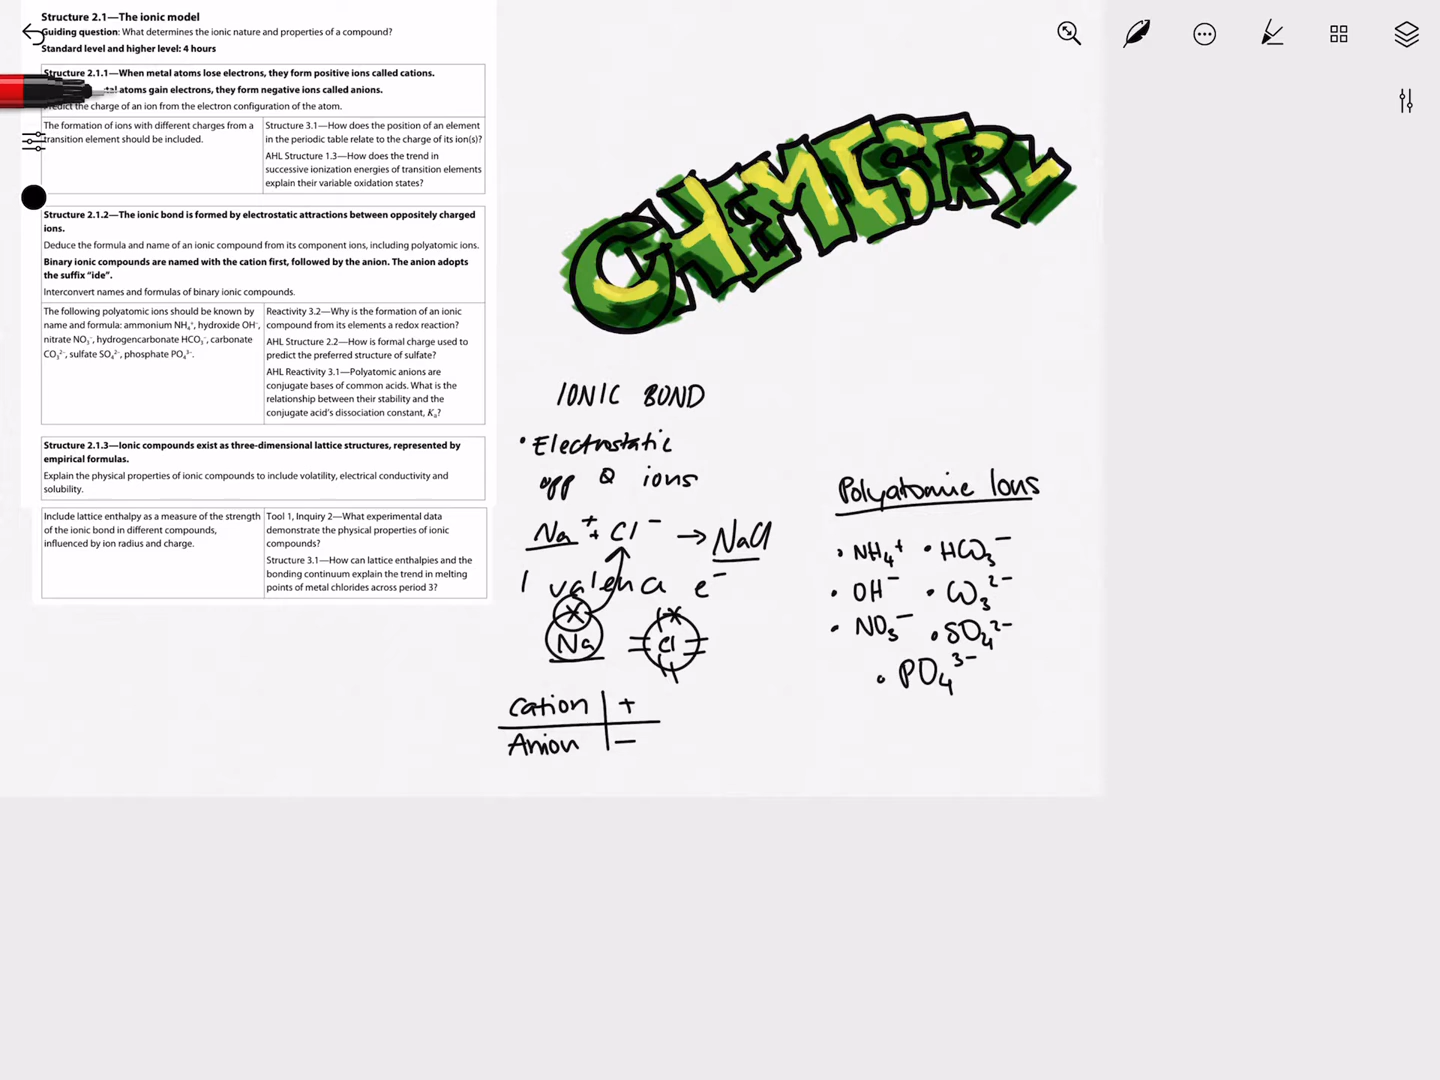 Structure 2.1—The ionic model
Guiding question: What determines the ionic nature and properties of a compound?
Standard level and higher level: 4 hours
Structure 2.1.1—When metal atoms lose electrons, they form positive ions called cations.
atoms gain electrons, they form negative ions called anions.
the charge of an ion from the electron configuration of the atom.
The formation of ions with different charges from a
transition element should be included.
Structure 3.1—How does the position of an element
in the periodic table relate to the charge of its ion(s)?
AHL Structure 1.3—How does the trend in
successive ionization energies of transition elements
explain their variable oxidation states?
Structure 2.1.2—The ionic bond is formed by electrostatic attractions between oppositely charged
ions.
Deduce the formula and name of an ionic compound from its component ions, including polyatomic ions.
Binary ionic compounds are named with the cation first, followed by the anion. The anion adopts
the suffix “ide”.
Interconvert names and formulas of binary ionic compounds.
The following polyatomic ions should be known by
name and formula: ammonium NH₄⁺, hydroxide OH⁻,
nitrate NO₃⁻, hydrogencarbonate HCO₃⁻, carbonate
CO₃²⁻, sulfate SO₄²⁻, phosphate PO₄³⁻.
Reactivity 3.2—Why is the formation of an ionic
compound from its elements a redox reaction?
AHL Structure 2.2—How is formal charge used to
predict the preferred structure of sulfate?
AHL Reactivity 3.1—Polyatomic anions are
conjugate bases of common acids. What is the
relationship between their stability and the
conjugate acid's dissociation constant, Kₐ?
Structure 2.1.3—Ionic compounds exist as three-dimensional lattice structures, represented by
empirical formulas.
Explain the physical properties of ionic compounds to include volatility, electrical conductivity and
solubility.
Include lattice enthalpy as a measure of the strength
of the ionic bond in different compounds,
influenced by ion radius and charge.
Tool 1, Inquiry 2—What experimental data
demonstrate the physical properties of ionic
compounds?
Structure 3.1—How can lattice enthalpies and the
bonding continuum explain the trend in melting
points of metal chlorides across period 3?
CHEMISTRY
IONIC BOND
• Electrostatic
opp Q ions
Na⁺ + Cl⁻ → NaCl
1 valence e⁻
Na Cl
Cation | +
Anion | −
Polyatomic Ions
• NH₄⁺ • HCO₃⁻
• OH⁻ • CO₃²⁻
• NO₃⁻ • SO₄²⁻
• PO₄³⁻